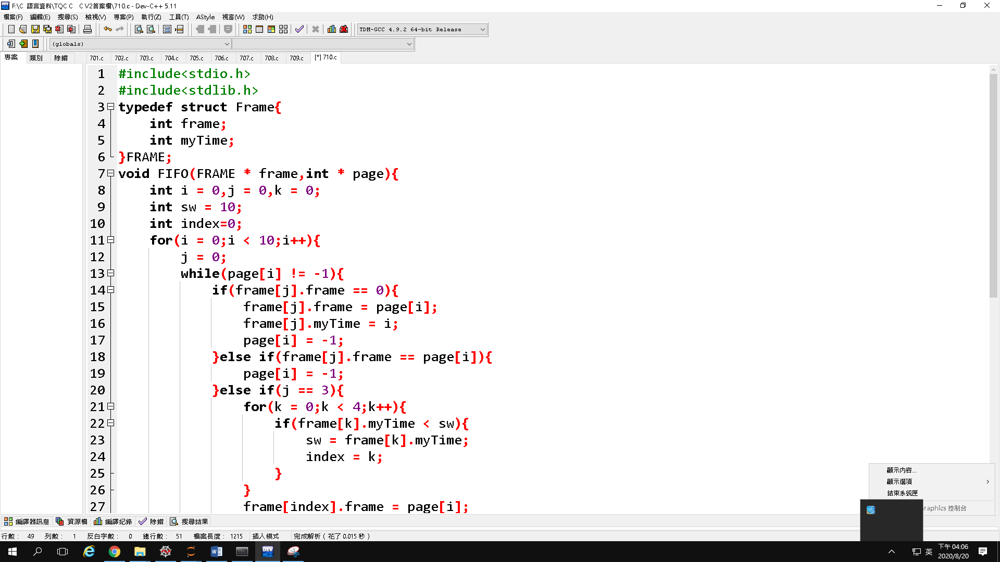 F:\C 語言資料\TQC C   C V2答案檔\710.c - Dev-C++ 5.11
檔案(F) 編輯(E) 搜尋(S) 檢視(V) 專案(P) 執行(Z) 工具(T) AStyle 視窗(W) 求助(H)
TDM-GCC 4.9.2 64-bit Release
(globals)
專案 類別 除錯 701.c 702.c 703.c 704.c 705.c 706.c 707.c 708.c 709.c [*] 710.c
1 #include<stdio.h>
2 #include<stdlib.h>
3 typedef struct Frame{
4     int frame;
5     int myTime;
6 }FRAME;
7 void FIFO(FRAME * frame,int * page){
8     int i = 0,j = 0,k = 0;
9     int sw = 10;
10     int index=0;
11     for(i = 0;i < 10;i++){
12         j = 0;
13         while(page[i] != -1){
14             if(frame[j].frame == 0){
15                 frame[j].frame = page[i];
16                 frame[j].myTime = i;
17                 page[i] = -1;
18             }else if(frame[j].frame == page[i]){
19                 page[i] = -1;
20             }else if(j == 3){
21                 for(k = 0;k < 4;k++){
22                     if(frame[k].myTime < sw){
23                         sw = frame[k].myTime;
24                         index = k;
25                     }
26                 }
27                 frame[index].frame = page[i];
顯示內容...
顯示選項
結束系統匣
raphics 控制台
編譯器訊息 資源檔 編譯紀錄 除錯 搜尋結果
行數: 49 列數: 1 反白字數: 0 總行數: 51 檔案長度: 1215 插入模式 完成解析 ( 花了 0.015 秒 )
DEV
英
下午 04:06
2020/8/20